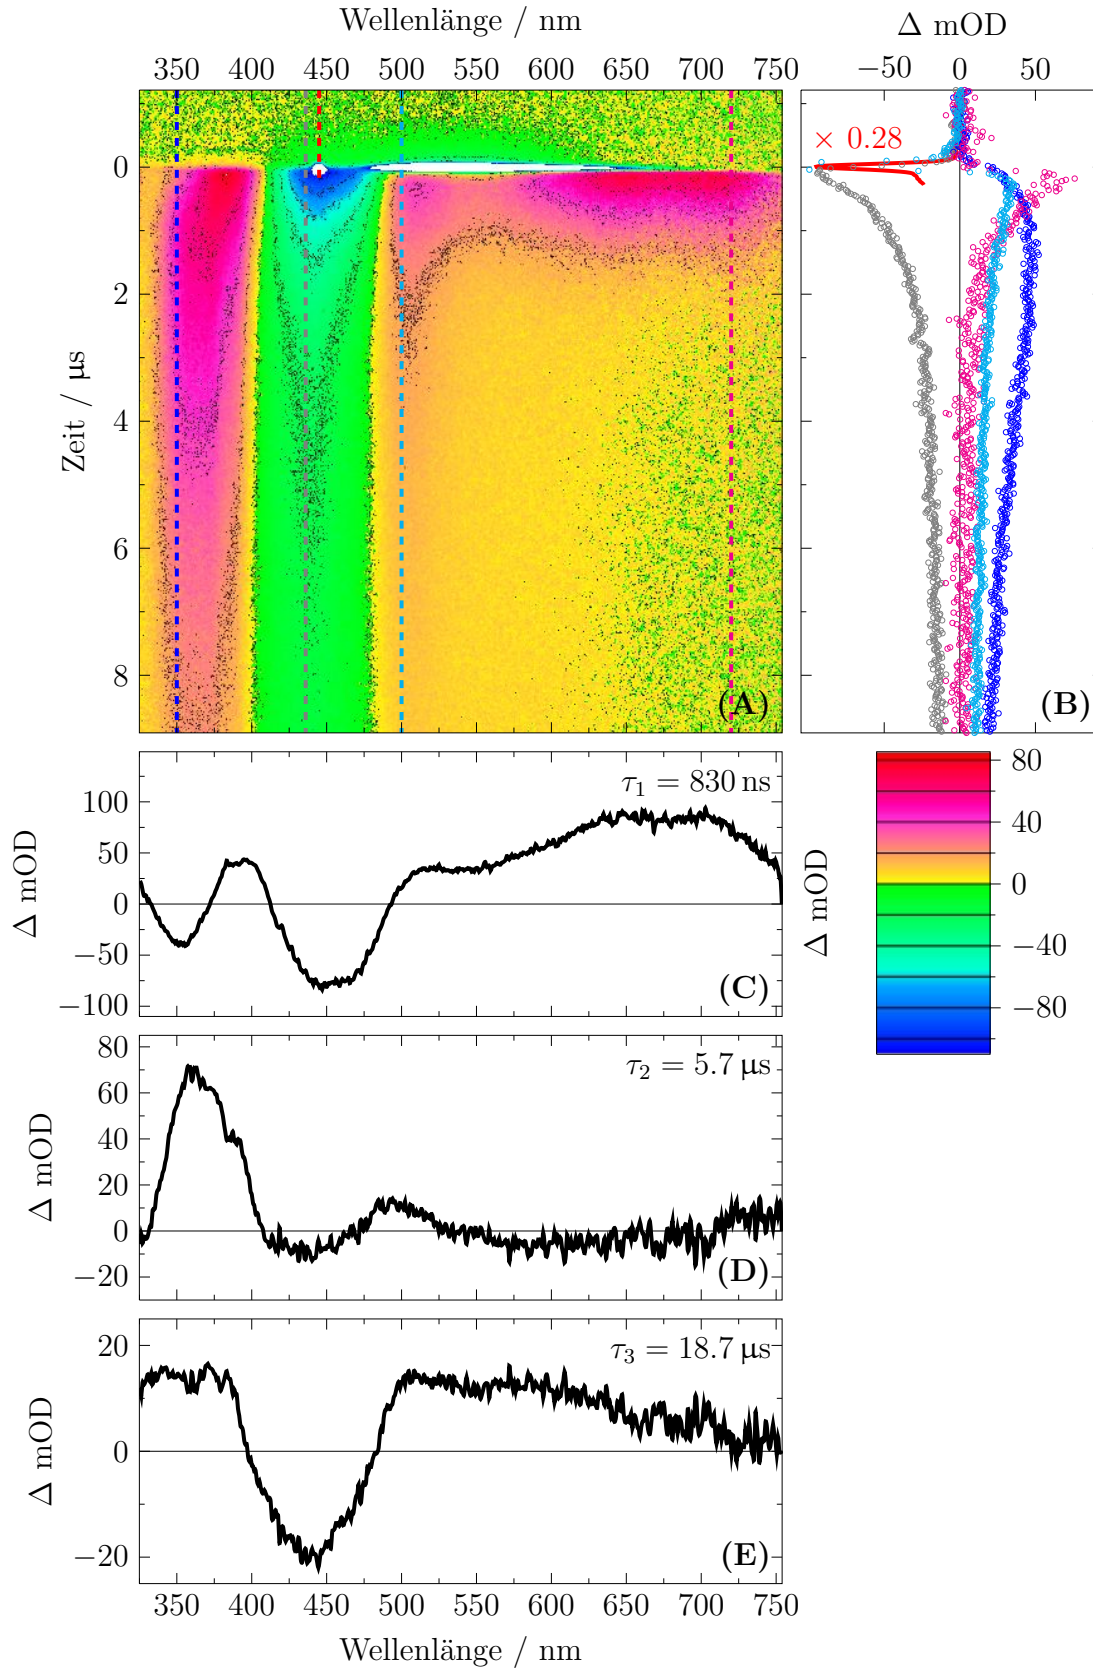 Wellenlänge / nm
Δ mOD
350 400 450 500 550 600 650 700 750
−50 0 50
× 0.28
0
2
4
6
8
Zeit / µs
(A)
(B)
τ₁ = 830 ns
100
50
0
−50
−100
Δ mOD
(C)
80
40
0
−40
−80
Δ mOD
τ₂ = 5.7 µs
80
60
40
20
0
−20
Δ mOD
(D)
τ₃ = 18.7 µs
20
0
−20
Δ mOD
(E)
350 400 450 500 550 600 650 700 750
Wellenlänge / nm